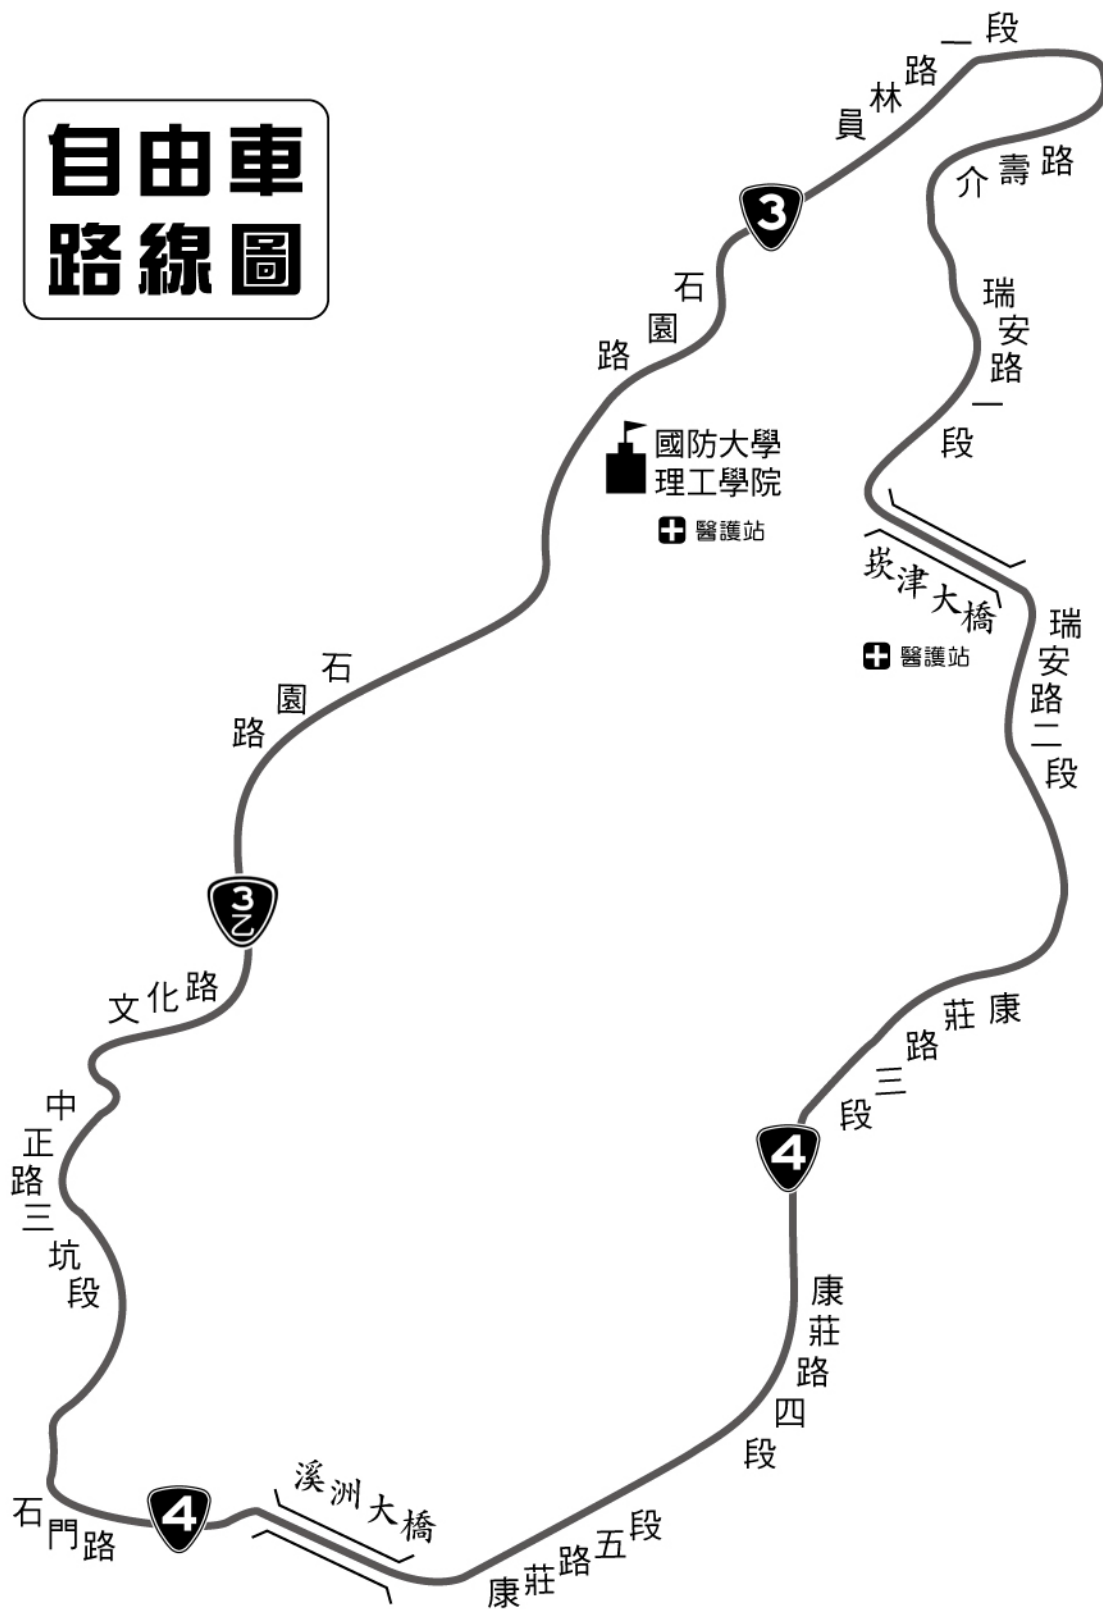 自由車
路線圖
員林路一段
介壽路
3
石園路
瑞安路一段
國防大學
理工學院
醫護站
崁津大橋
醫護站
瑞安路二段
石園路
3
乙
文化路
康莊路三段
中正路三坑段
4
康莊路四段
溪洲大橋
4
石門路
康莊路五段